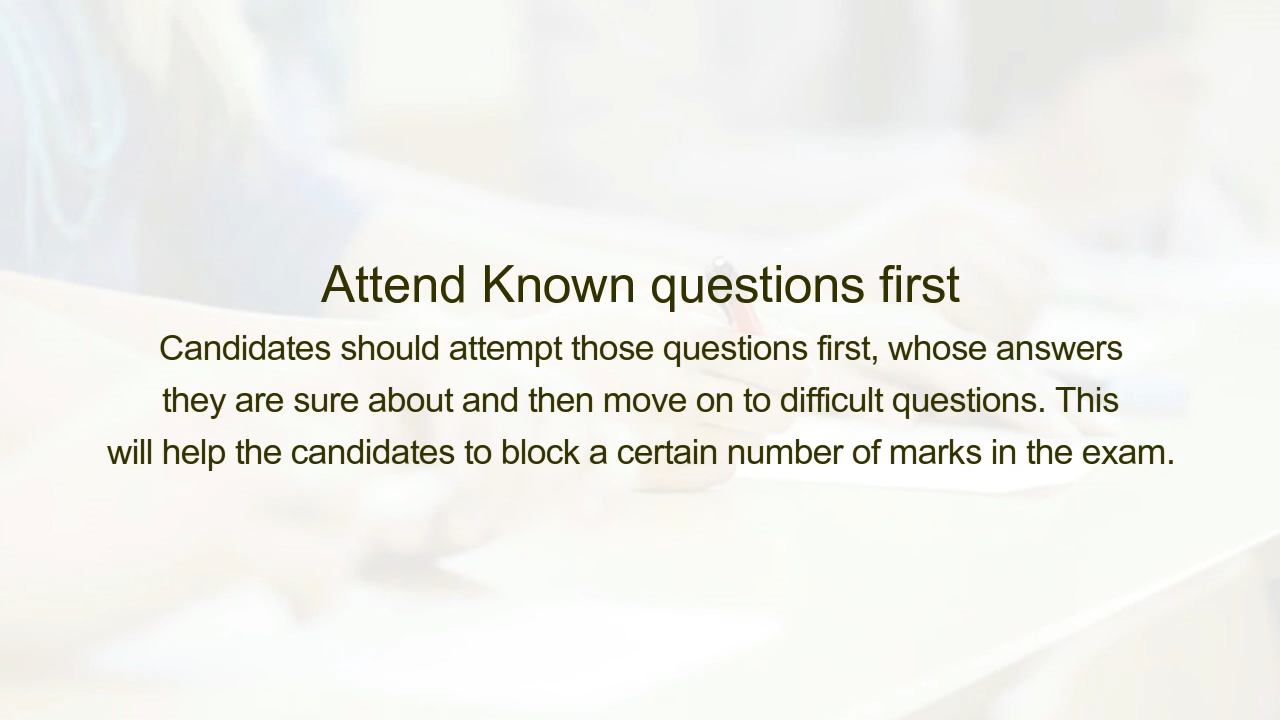 Attend Known questions first
Candidates should attempt those questions first, whose answers
they are sure about and then move on to difficult questions. This
will help the candidates to block a certain number of marks in the exam.